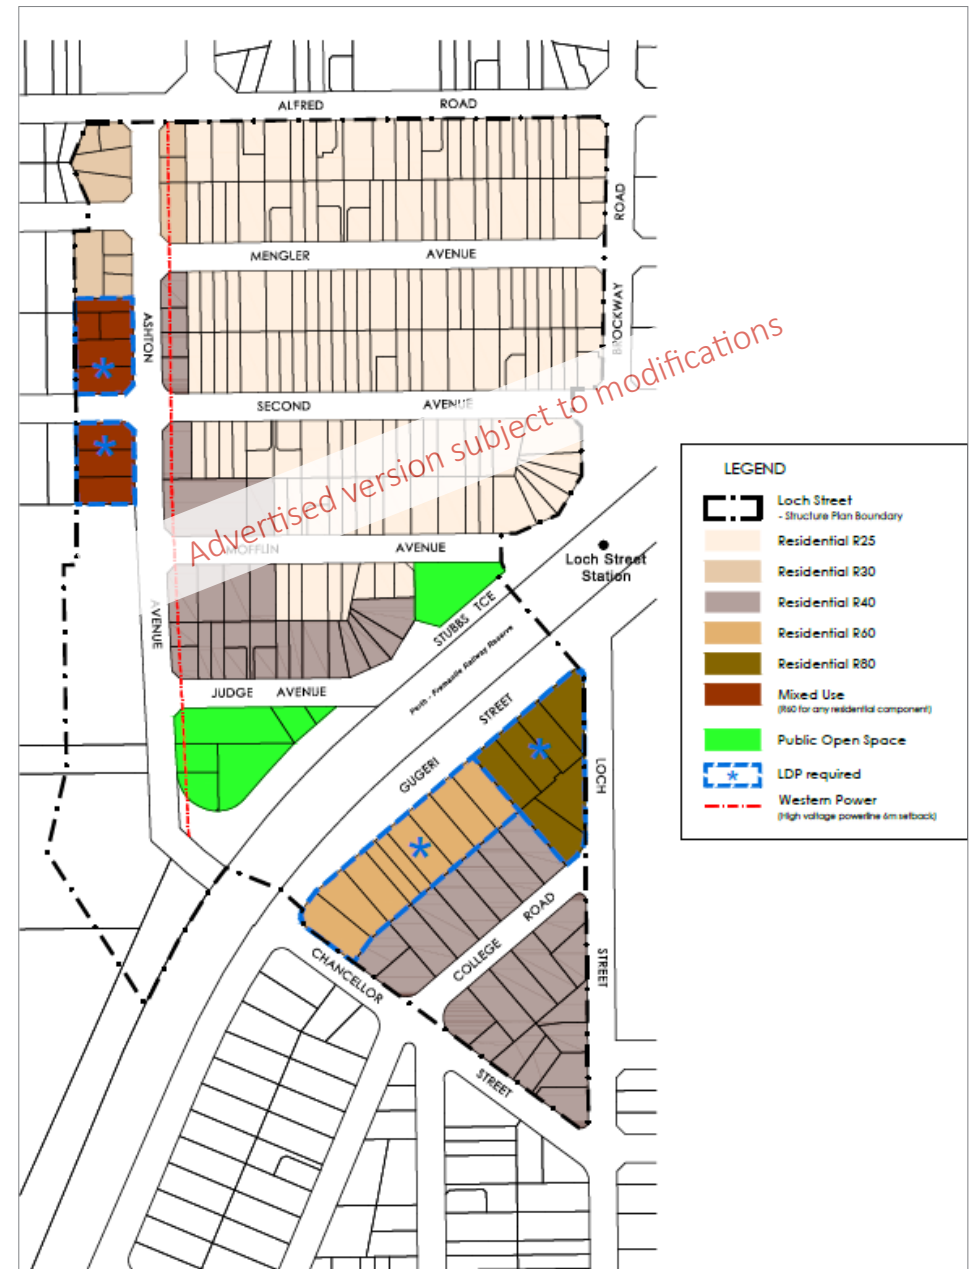 ALFRED ROAD
ROAD
MENGLER AVENUE
BROCKWAY
ASHTON
SECOND AVENUE
Advertised version subject to modifications
MOFFLIN AVENUE
Loch Street
Station
AVENUE
STUBBS TCE
Perth - Fremantle Railway Reserve
JUDGE AVENUE
GUGERI STREET
LOCH
COLLEGE ROAD
CHANCELLOR
STREET
STREET
LEGEND
Loch Street
- Structure Plan Boundary
Residential R25
Residential R30
Residential R40
Residential R60
Residential R80
Mixed Use
(R60 for any residential component)
Public Open Space
LDP required
Western Power
(High voltage powerline 6m setback)